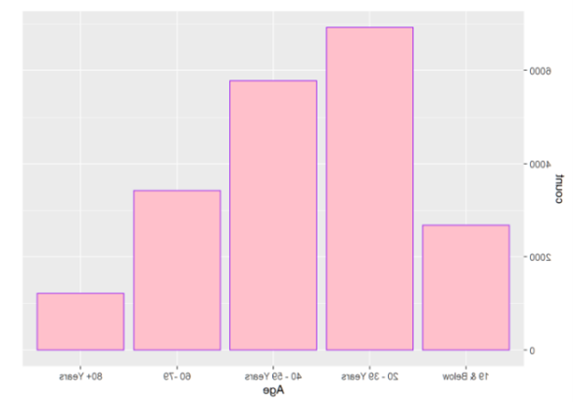 6000
4000
2000
0
count
19 & Below
20 - 39 Years
40 - 59 Years
60 -79
80+ Years
Age